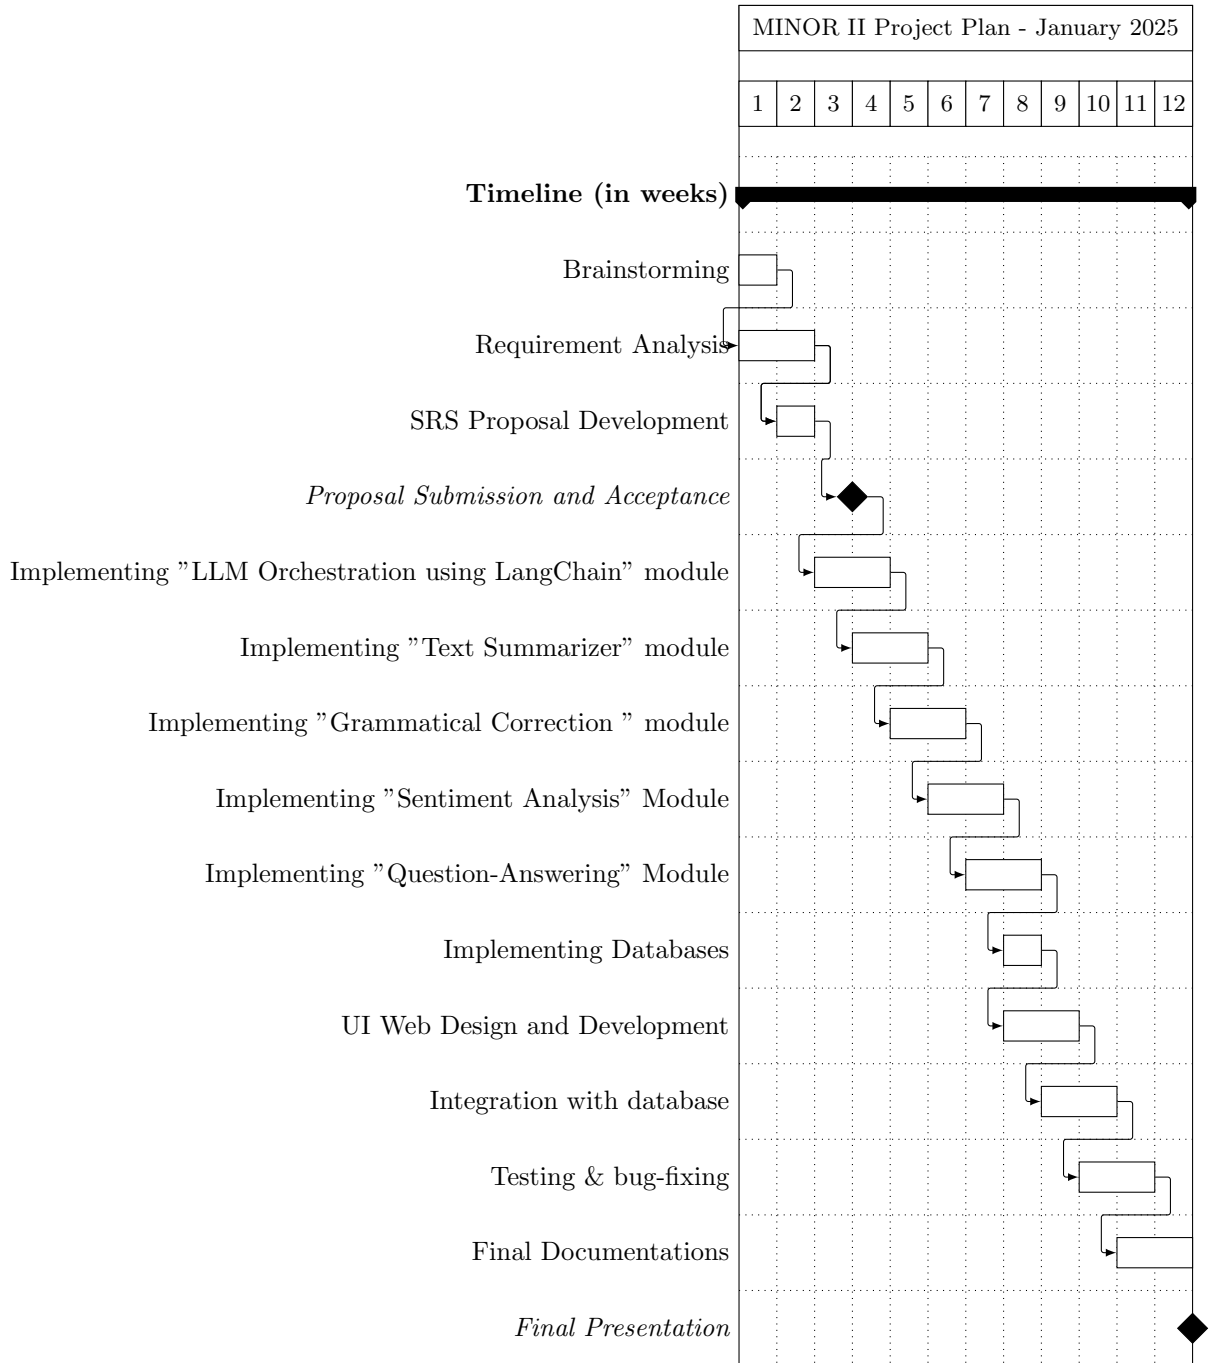 MINOR II Project Plan - January 2025
1 2 3 4 5 6 7 8 9 10 11 12
Timeline (in weeks)
Brainstorming
Requirement Analysis
SRS Proposal Development
Proposal Submission and Acceptance
Implementing ”LLM Orchestration using LangChain” module
Implementing ”Text Summarizer” module
Implementing ”Grammatical Correction ” module
Implementing ”Sentiment Analysis” Module
Implementing ”Question-Answering” Module
Implementing Databases
UI Web Design and Development
Integration with database
Testing & bug-fixing
Final Documentations
Final Presentation